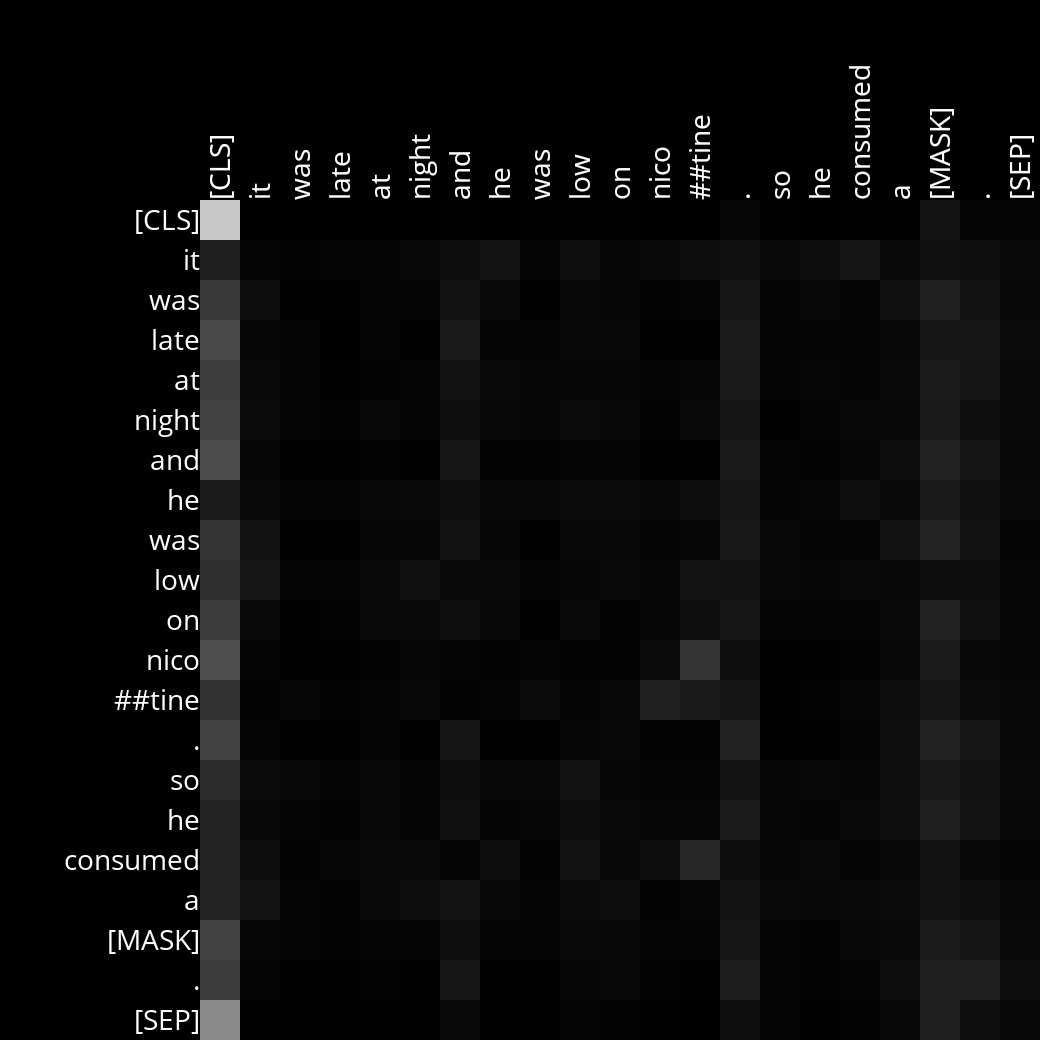 [CLS] it was late at night and he was low on nico ##tine . so he consumed a [MASK] . [SEP]
[CLS]
it
was
late
at
night
and
he
was
low
on
nico
##tine
.
so
he
consumed
a
[MASK]
.
[SEP]